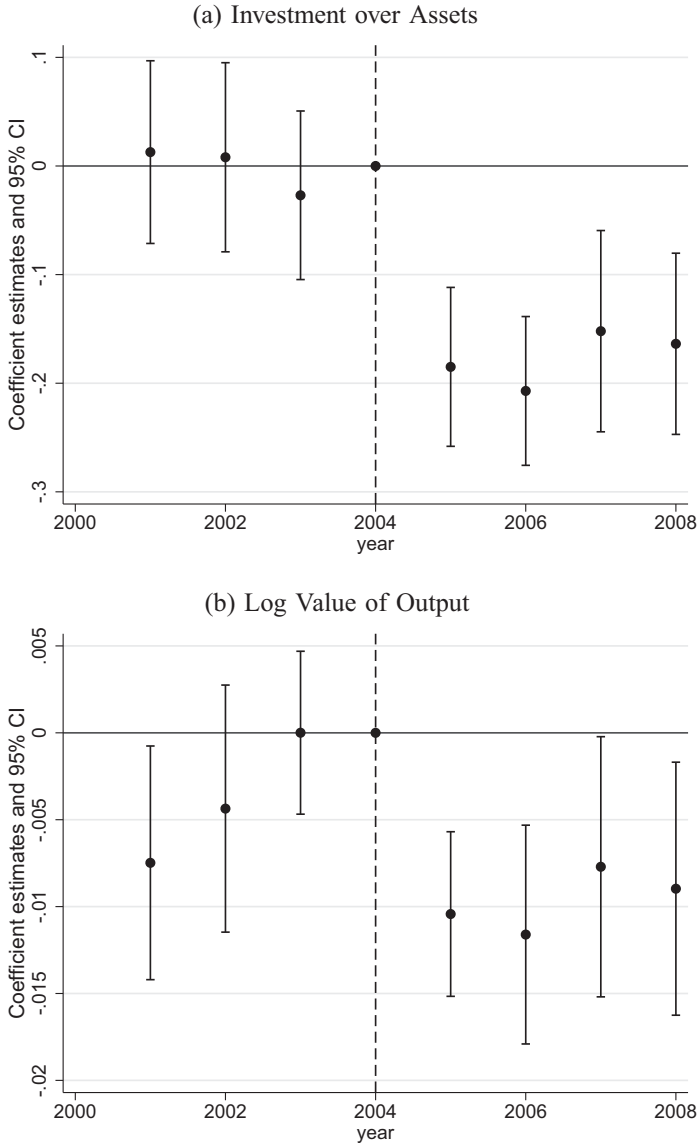 (a) Investment over Assets
Coefficient estimates and 95% CI
.1
0
-.1
-.2
-.3
2000 2002 2004 2006 2008
year
(b) Log Value of Output
Coefficient estimates and 95% CI
.005
0
-.005
-.01
-.015
-.02
2000 2002 2004 2006 2008
year